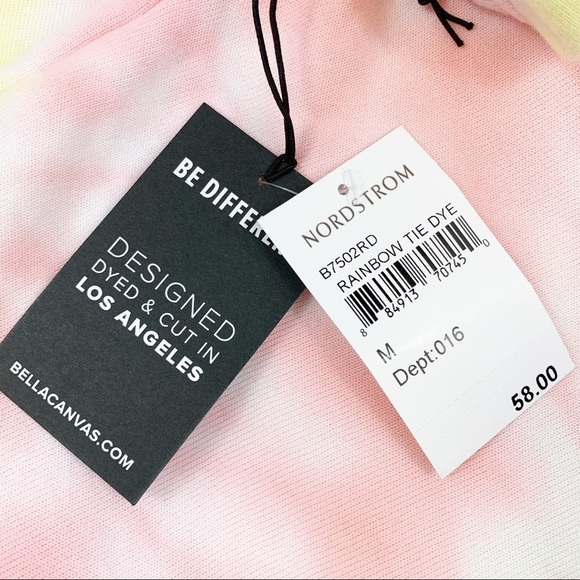 BE DIFFEREN
DESIGNED
DYED & CUT IN
LOS ANGELES
BELLACANVAS.COM
NORDSTROM
B7502RD
RAINBOW TIE DYE
8 84913 70745 0
M
Dept:016
58.00